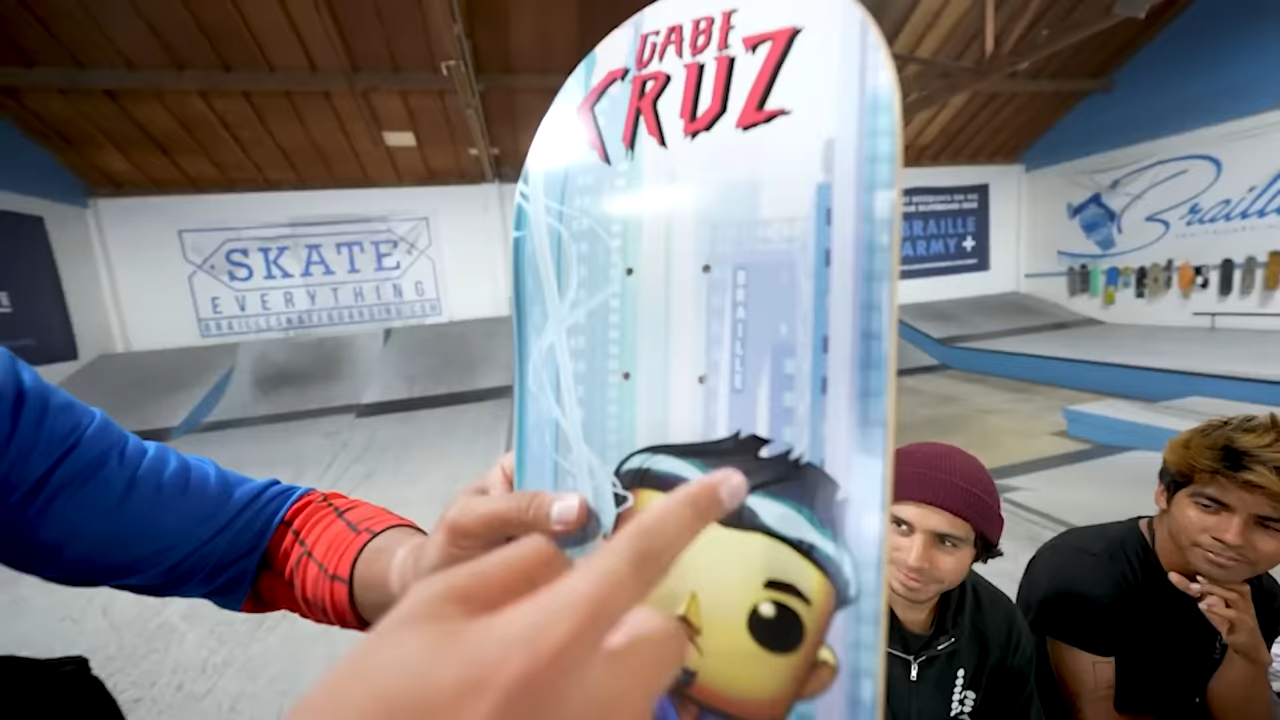 GABE
CRUZ
BRAILLE
SKATE
EVERYTHING
BRAILLESKATEBOARDING.COM
BRAILLE
ARMY+
Braille